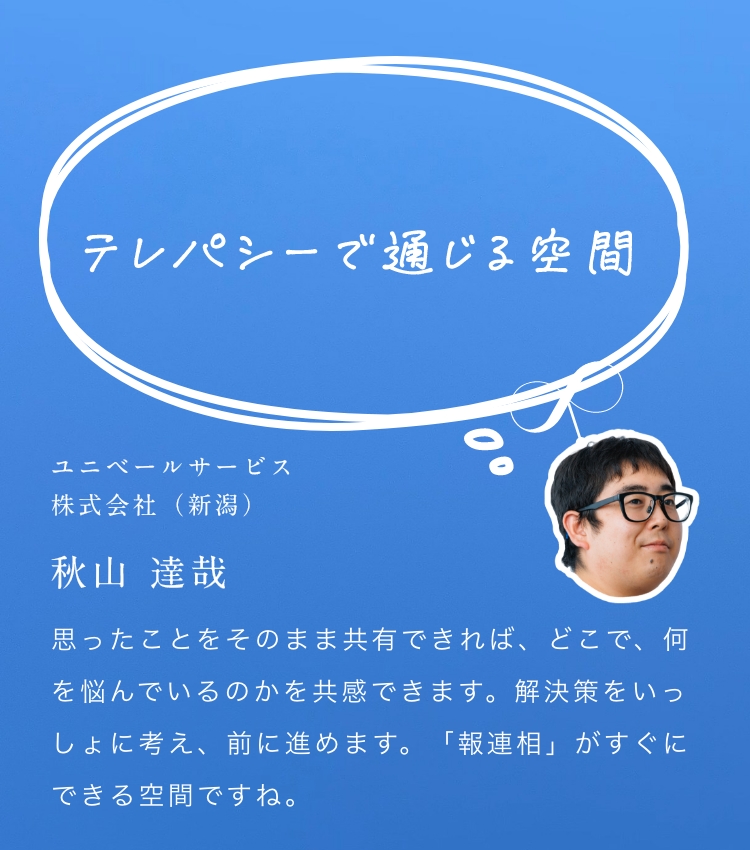 テレパシーで通じる空間
ユニベールサービス
株式会社（新潟）
秋山 達哉
思ったことをそのまま共有できれば、どこで、何
を悩んでいるのかを共感できます。解決策をいっ
しょに考え、前に進めます。「報連相」がすぐに
できる空間ですね。